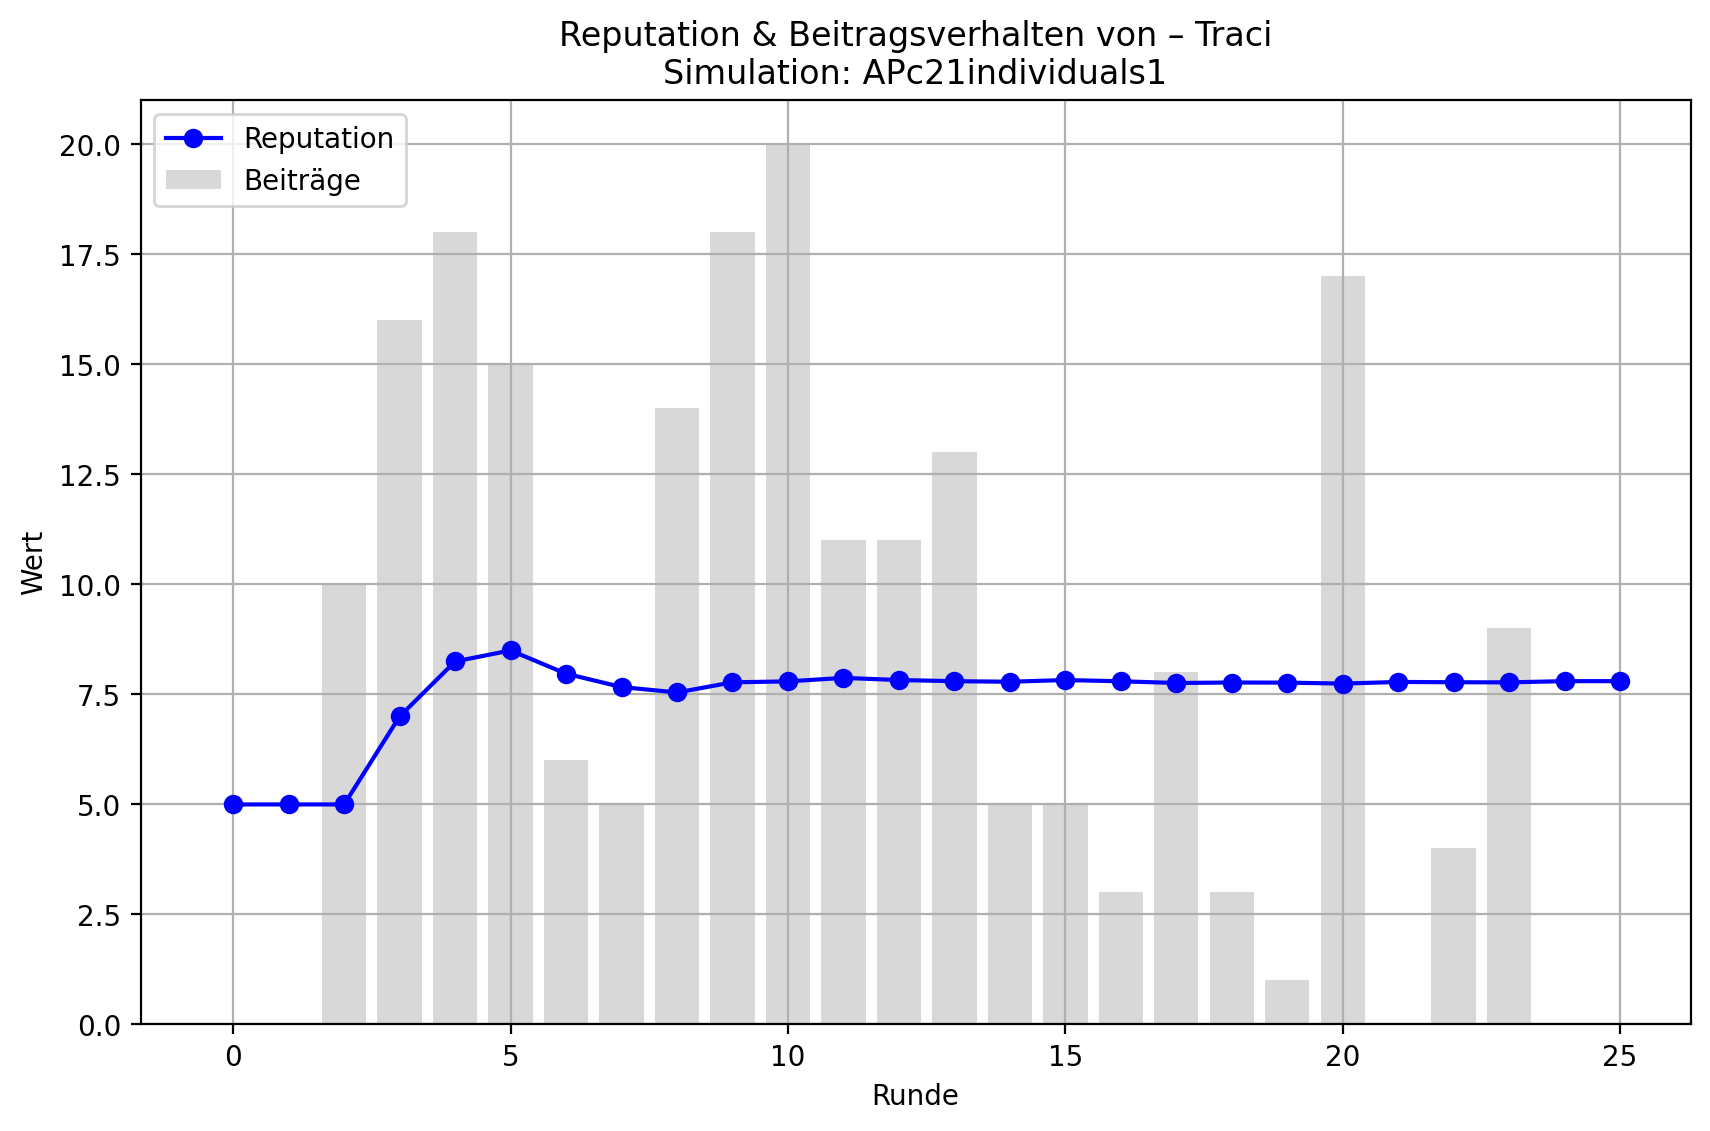 Reputation & Beitragsverhalten von – Traci
Simulation: APc21individuals1
Reputation
Beiträge
20.0
17.5
15.0
12.5
10.0
7.5
5.0
2.5
0.0
Wert
0 5 10 15 20 25
Runde